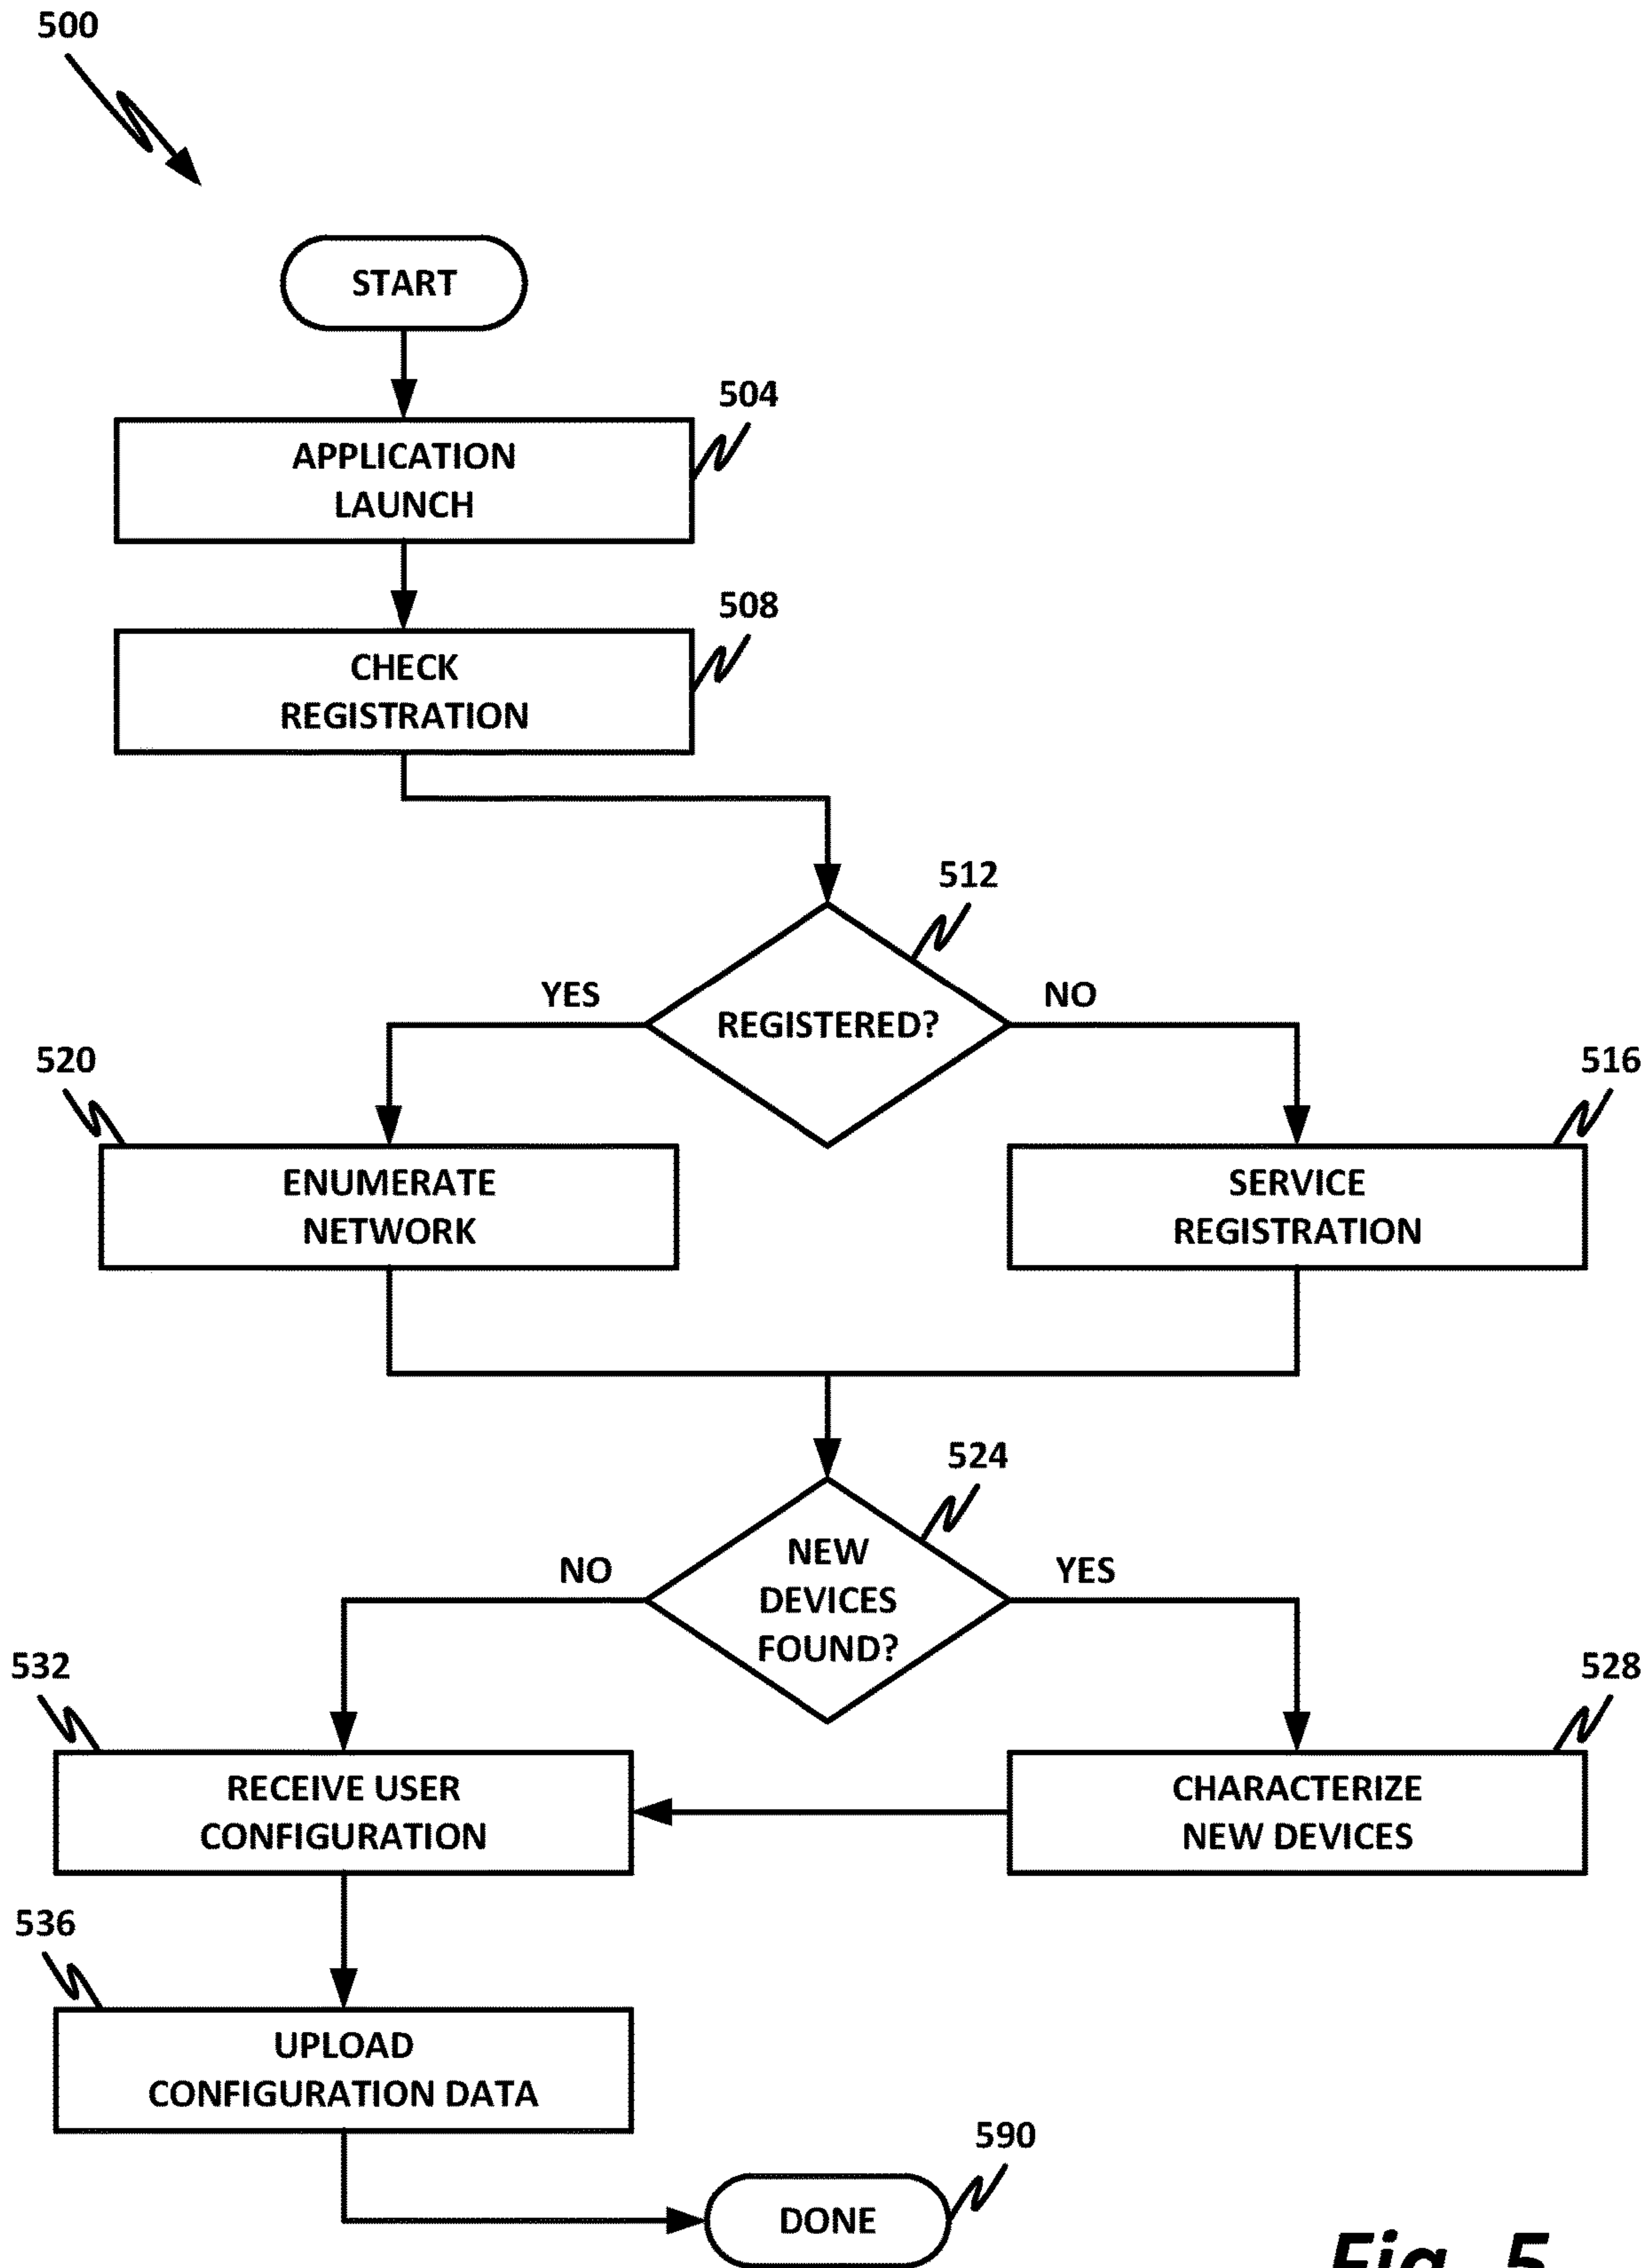 500
START
504
APPLICATION
LAUNCH
508
CHECK
REGISTRATION
512
YES
NO
REGISTERED?
520
516
ENUMERATE
NETWORK
SERVICE
REGISTRATION
524
NO
YES
NEW
DEVICES
FOUND?
532
528
RECEIVE USER
CONFIGURATION
CHARACTERIZE
NEW DEVICES
536
UPLOAD
CONFIGURATION DATA
590
DONE
Fig. 5